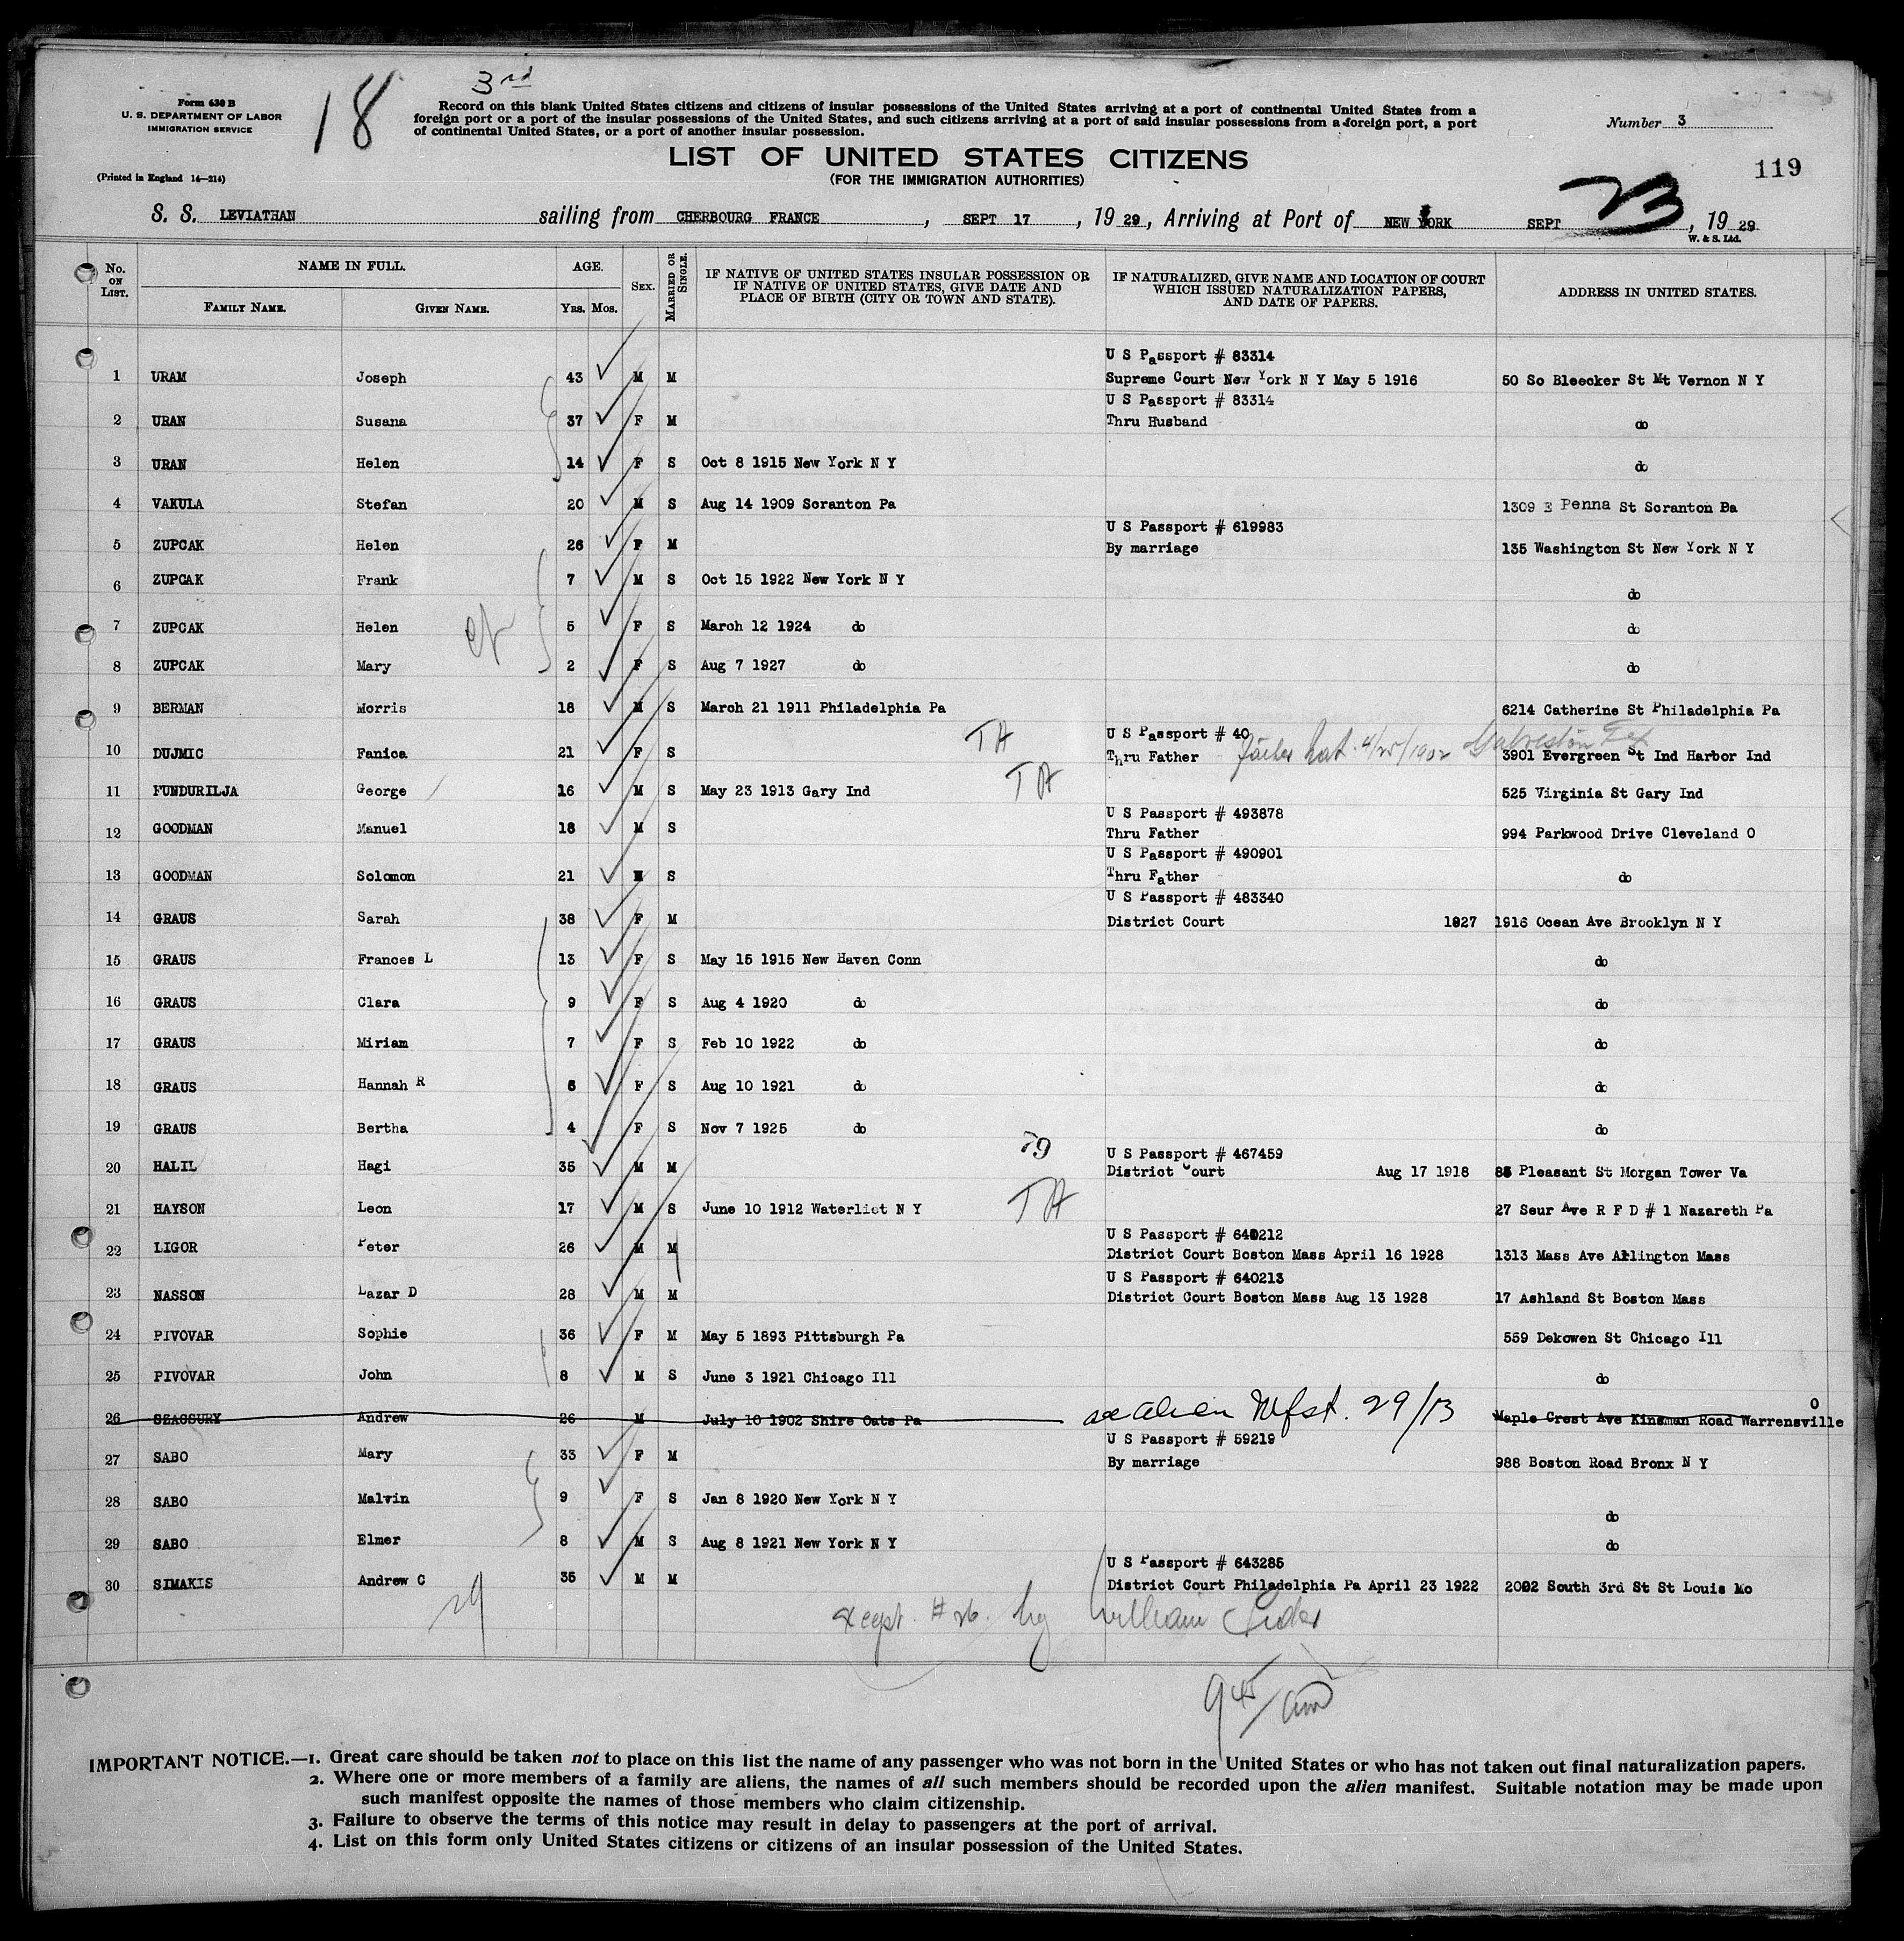 3rd
18
Form 630 B
U. S. DEPARTMENT OF LABOR
IMMIGRATION SERVICE
(Printed in England 14—214)
Record on this blank United States citizens and citizens of insular possessions of the United States arriving at a port of continental United States from a
foreign port or a port of the insular possessions of the United States, and such citizens arriving at a port of said insular possessions from a foreign port, a port
of continental United States, or a port of another insular possession.
Number 3
LIST OF UNITED STATES CITIZENS
(FOR THE IMMIGRATION AUTHORITIES)
119
S. S. LEVIATHAN sailing from CHERBOURG FRANCE, SEPT 17, 19 29, Arriving at Port of NEW YORK SEPT 23, 19 29
W. & S. Ltd.
No. ON LIST. NAME IN FULL. FAMILY NAME. GIVEN NAME. AGE. YRS. MOS. SEX. MARRIED OR SINGLE. IF NATIVE OF UNITED STATES INSULAR POSSESSION OR IF NATIVE OF UNITED STATES, GIVE DATE AND PLACE OF BIRTH (CITY OR TOWN AND STATE). IF NATURALIZED, GIVE NAME AND LOCATION OF COURT WHICH ISSUED NATURALIZATION PAPERS, AND DATE OF PAPERS. ADDRESS IN UNITED STATES.
U S Passport # 83314
1 URAM Joseph 43 M M Supreme Court New York N Y May 5 1916 50 So Bleecker St Mt Vernon N Y
U S Passport # 83314
2 URAN Susana 37 F M Thru Husband do
3 URAN Helen 14 F S Oct 8 1915 New York N Y do
4 VAKULA Stefan 20 M S Aug 14 1909 Scranton Pa 1309 E Penna St Scranton Pa
U S Passport # 619983
5 ZUPCAK Helen 26 F M By marriage 135 Washington St New York N Y
6 ZUPCAK Frank 7 M S Oct 15 1922 New York N Y do
7 ZUPCAK Helen 5 F S March 12 1924 do do
8 ZUPCAK Mary 2 F S Aug 7 1927 do do
9 BERMAN Morris 18 M S March 21 1911 Philadelphia Pa 6214 Catherine St Philadelphia Pa
TA U S Passport # 40
10 DUJMIC Fanica 21 F S Thru Father father nat. 4/25/1902 Galveston Tex 3901 Evergreen St Ind Harbor Ind
11 FUNDURILJA George 16 M S May 23 1913 Gary Ind TA 525 Virginia St Gary Ind
U S Passport # 493878
12 GOODMAN Manuel 18 M S Thru Father 994 Parkwood Drive Cleveland O
U S Passport # 490901
13 GOODMAN Solomon 21 M S Thru Father do
U S Passport # 483340
14 GRAUS Sarah 38 F M District Court 1927 1916 Ocean Ave Brooklyn N Y
15 GRAUS Frances L 13 F S May 15 1915 New Haven Conn do
16 GRAUS Clara 9 F S Aug 4 1920 do do
17 GRAUS Miriam 7 F S Feb 10 1922 do do
18 GRAUS Hannah R 6 F S Aug 10 1921 do do
19 GRAUS Bertha 4 F S Nov 7 1925 do do
79 U S Passport # 467459
20 HALIL Hagi 35 M M District Court Aug 17 1918 85 Pleasant St Morgan Tower Va
21 HAYSON Leon 17 M S June 10 1912 Waterliet N Y TA 27 Seur Ave R F D # 1 Nazareth Pa
U S Passport # 640212
22 LIGOR Peter 26 M M District Court Boston Mass April 16 1928 1313 Mass Ave Arlington Mass
U S Passport # 640213
23 NASSON Lazar D 28 M M District Court Boston Mass Aug 13 1928 17 Ashland St Boston Mass
24 PIVOVAR Sophie 36 F M May 5 1893 Pittsburgh Pa 559 Dekowen St Chicago Ill
25 PIVOVAR John 8 M S June 3 1921 Chicago Ill do
26 SZAGSURY Andrew 26 M July 10 1902 Shire Oats Pa see alien Mfst. 29/13 Maple Crest Ave Kinsman Road Warrensville O
U S Passport # 59219
27 SABO Mary 33 F M By marriage 988 Boston Road Bronx N Y
28 SABO Malvin 9 F S Jan 8 1920 New York N Y do
29 SABO Elmer 8 M S Aug 8 1921 New York N Y do
U S Passport # 643285
30 SIMAKIS Andrew C 35 M M District Court Philadelphia Pa April 23 1922 2002 South 3rd St St Louis Mo
29 except. # 26. by William
945
IMPORTANT NOTICE.—1. Great care should be taken not to place on this list the name of any passenger who was not born in the United States or who has not taken out final naturalization papers.
2. Where one or more members of a family are aliens, the names of all such members should be recorded upon the alien manifest. Suitable notation may be made upon
such manifest opposite the names of those members who claim citizenship.
3. Failure to observe the terms of this notice may result in delay to passengers at the port of arrival.
4. List on this form only United States citizens or citizens of an insular possession of the United States.